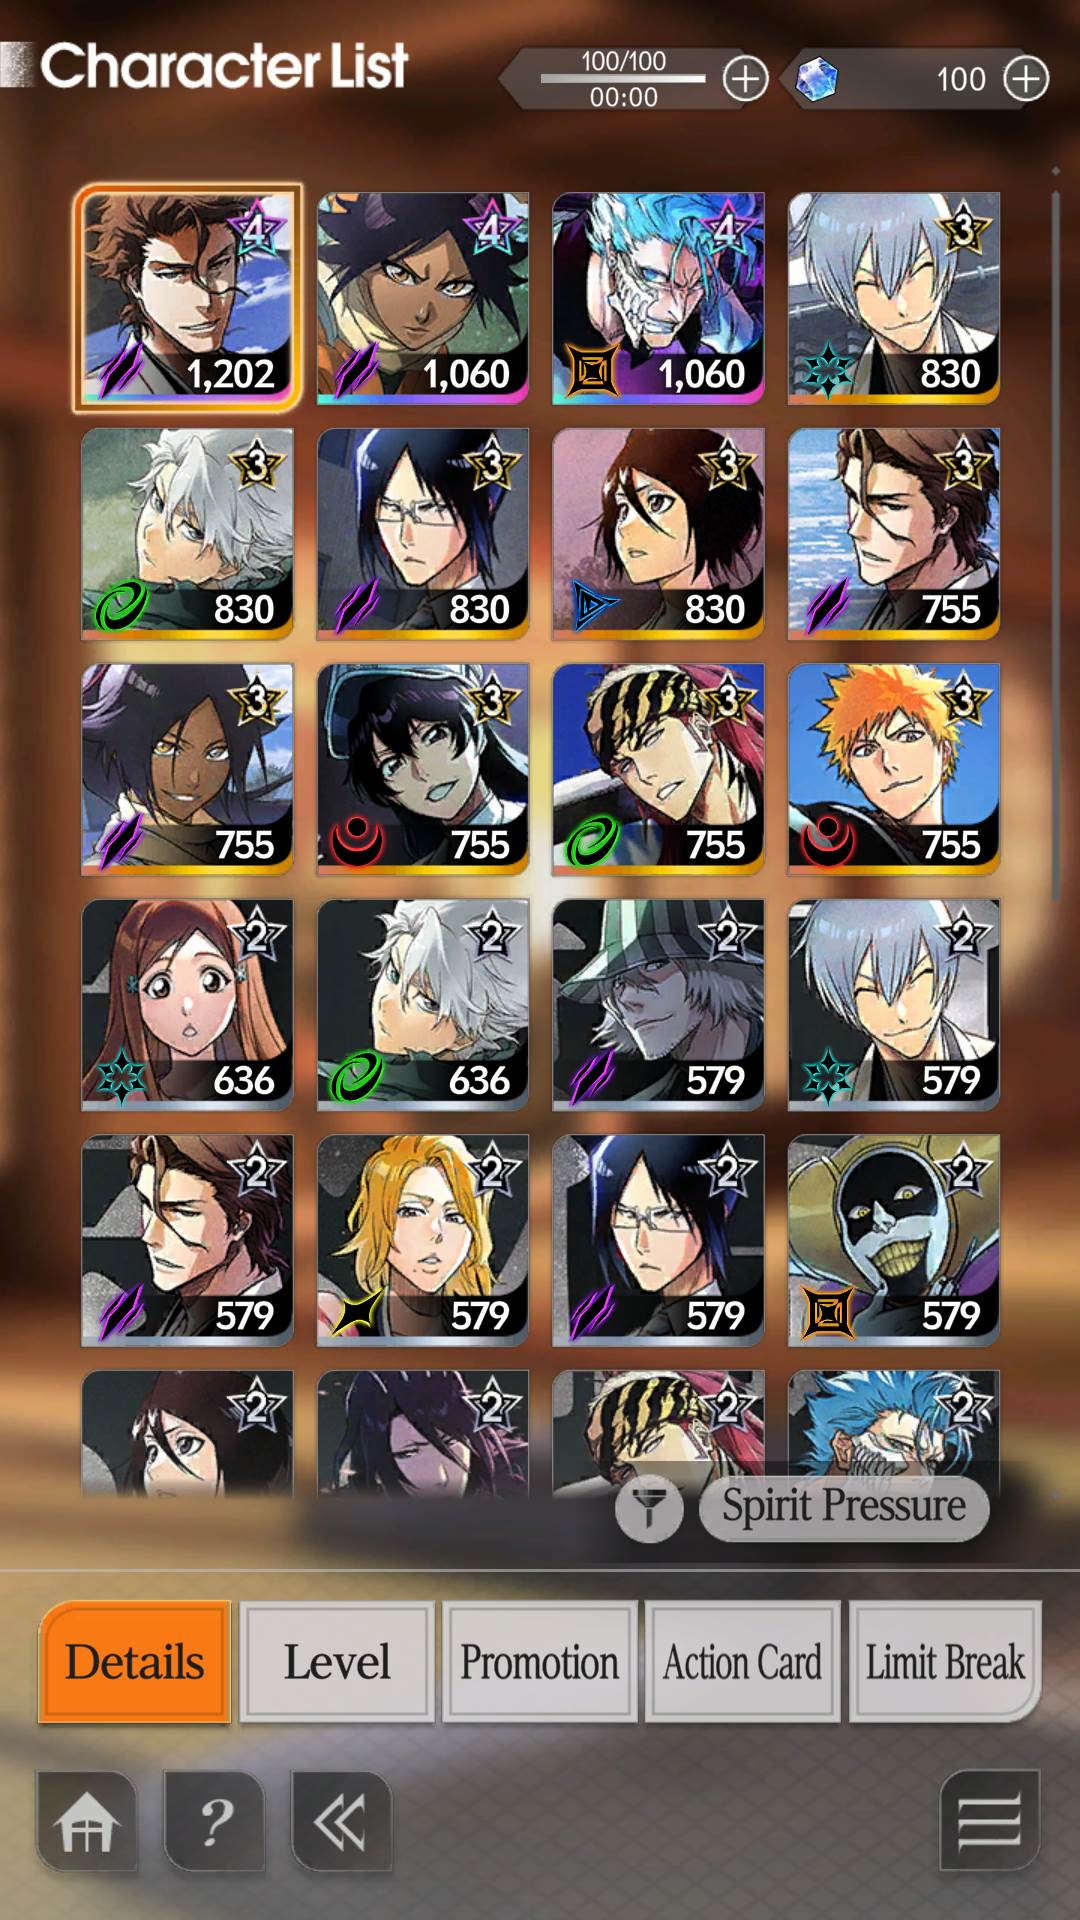 Character List
100/100
00:00
100
4 4 4 3
1,202 1,060 1,060 830
3 3 3 3
830 830 830 755
3 3 3 3
755 755 755 755
2 2 2 2
636 636 579 579
2 2 2 2
579 579 579 579
2 2 2 2
Spirit Pressure
Details Level Promotion Action Card Limit Break
?